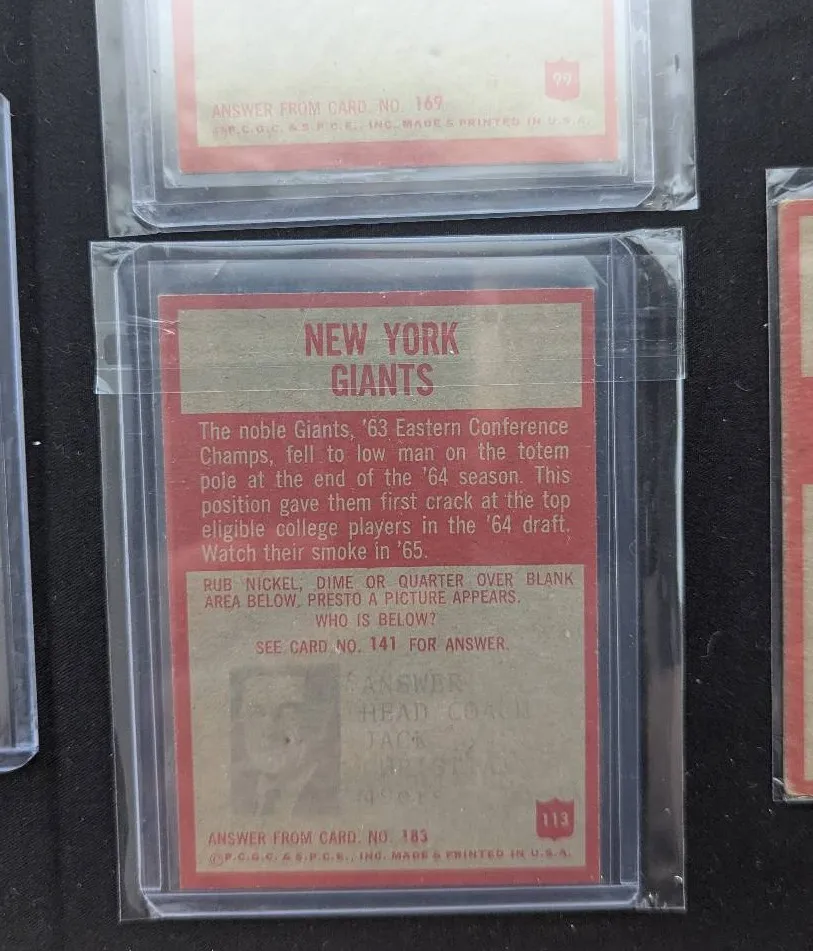 99
ANSWER FROM CARD. NO. 169
©P.C.G.C. & S.P.C.E., INC. MADE & PRINTED IN U.S.A.
NEW YORK
GIANTS
The noble Giants, '63 Eastern Conference
Champs, fell to low man on the totem
pole at the end of the '64 season. This
position gave them first crack at the top
eligible college players in the '64 draft.
Watch their smoke in '65.
RUB NICKEL, DIME OR QUARTER OVER BLANK
AREA BELOW. PRESTO A PICTURE APPEARS.
WHO IS BELOW?
SEE CARD NO. 141 FOR ANSWER.
ANSWER
HEAD COACH
JACK
113
ANSWER FROM CARD. NO. 183
©P.C.G.C. & S.P.C.E., INC. MADE & PRINTED IN U.S.A.